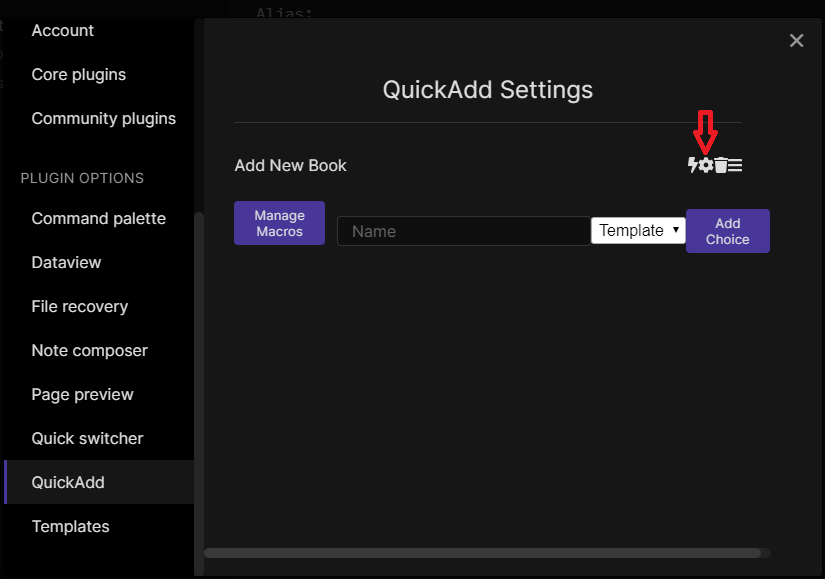 Alias:
Account
Core plugins
Community plugins
PLUGIN OPTIONS
Command palette
Dataview
File recovery
Note composer
Page preview
Quick switcher
QuickAdd
Templates
QuickAdd Settings
Add New Book
Manage
Macros
Name
Template
Add
Choice